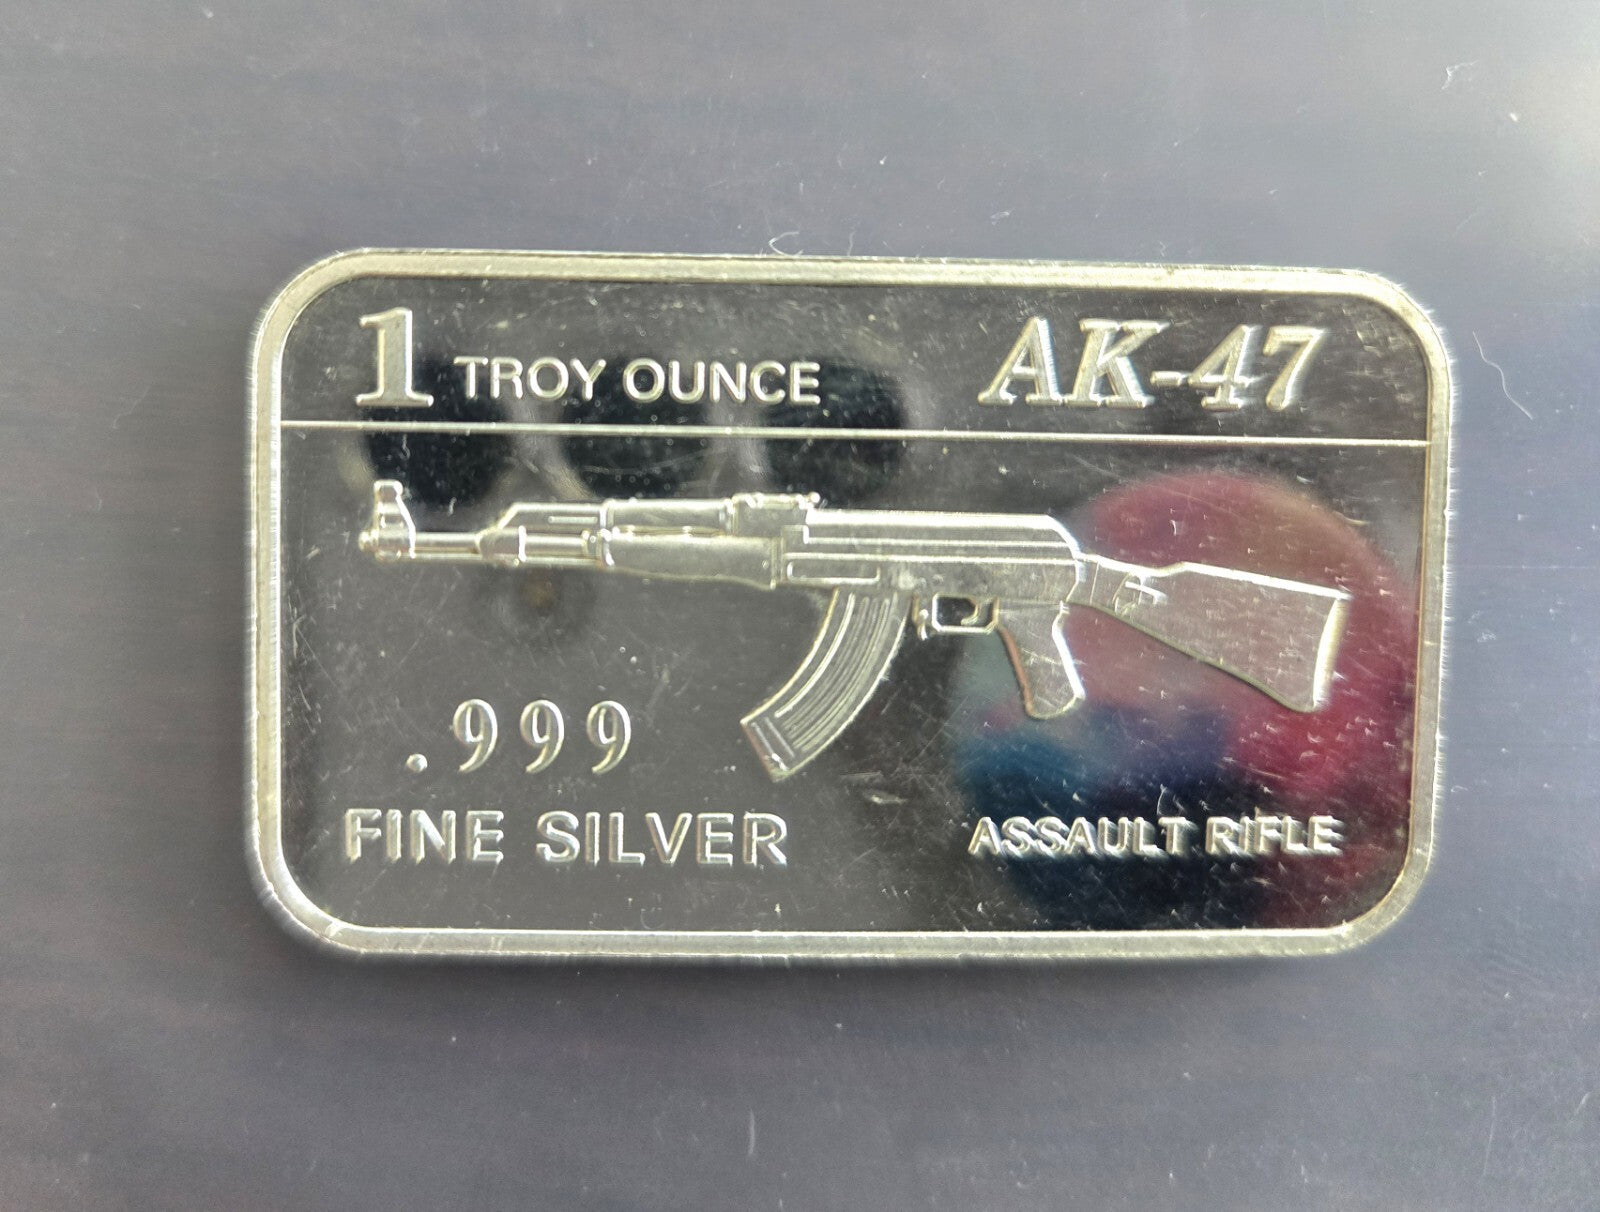 1 TROY OUNCE AK-47
.999
FINE SILVER
ASSAULT RIFLE